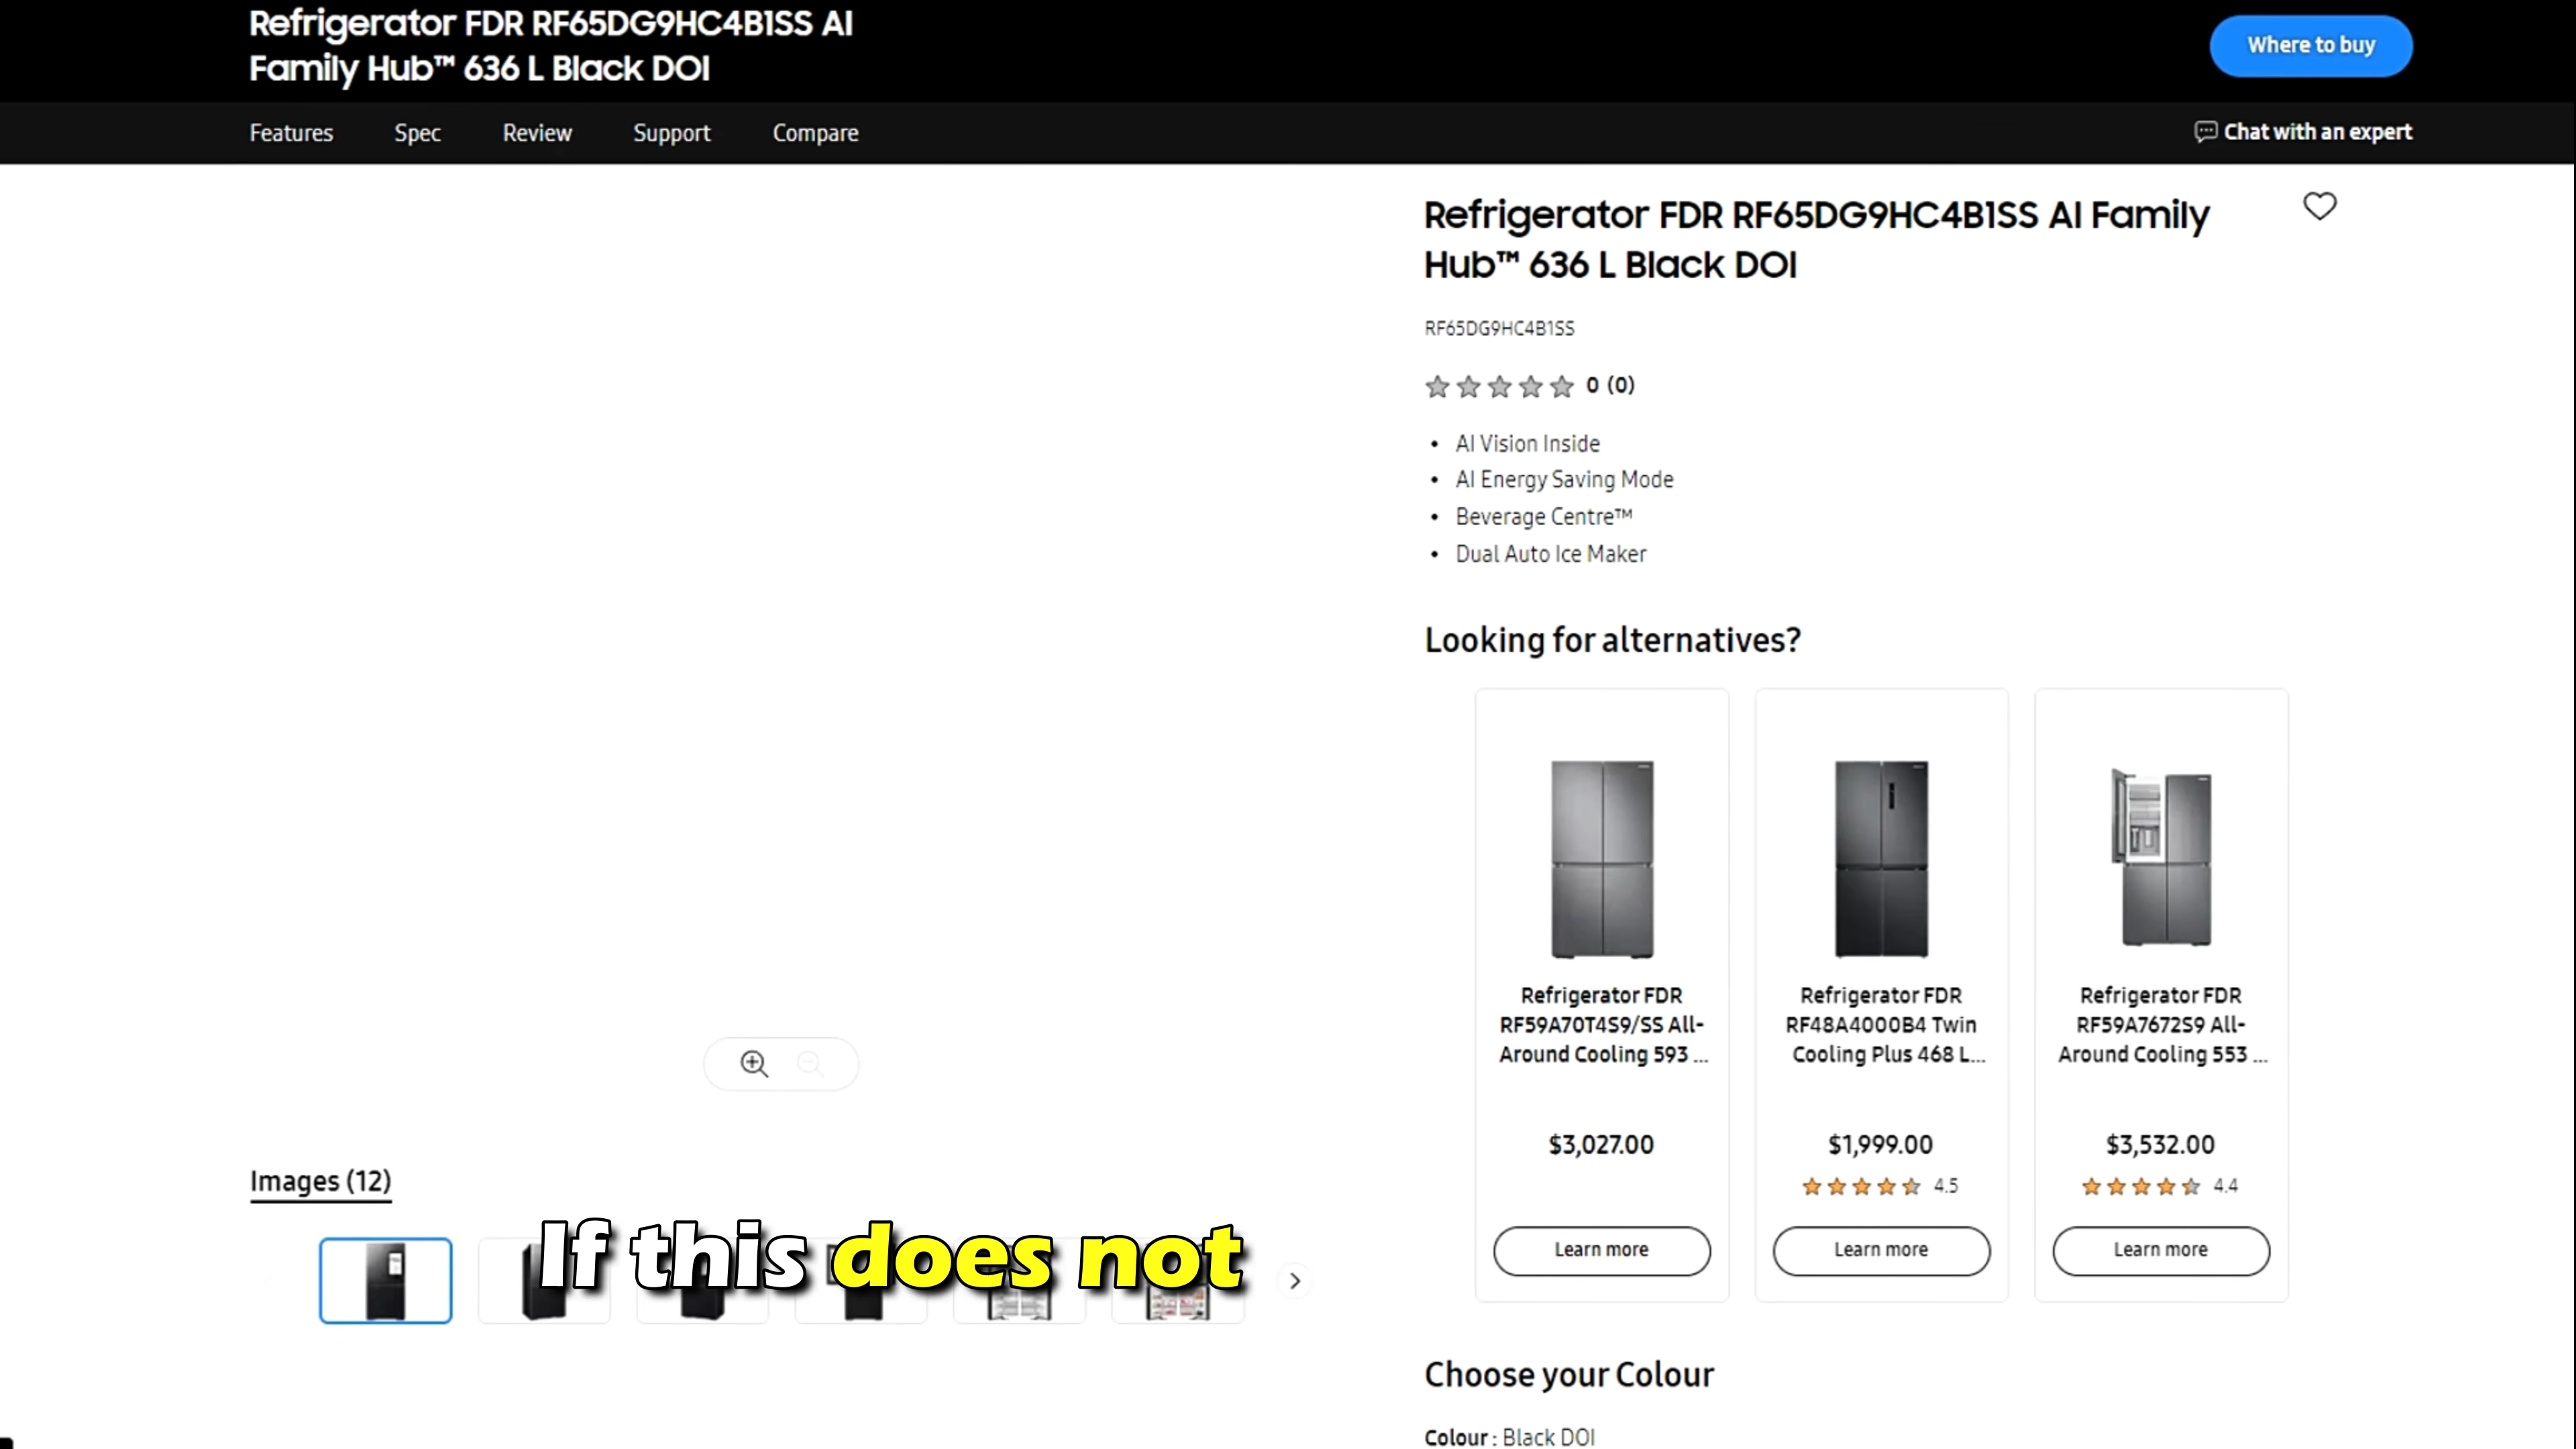 Refrigerator FDR RF65DG9HC4B1SS AI
Family Hub™ 636 L Black DOI
Where to buy
Features Spec Review Support Compare
Chat with an expert
Refrigerator FDR RF65DG9HC4B1SS AI Family
Hub™ 636 L Black DOI
RF65DG9HC4B1SS
0 (0)
• AI Vision Inside
• AI Energy Saving Mode
• Beverage Centre™
• Dual Auto Ice Maker
Looking for alternatives?
Refrigerator FDR
RF59A70T4S9/SS All-
Around Cooling 593 ...
$3,027.00
Learn more
Refrigerator FDR
RF48A4000B4 Twin
Cooling Plus 468 L...
$1,999.00
4.5
Learn more
Refrigerator FDR
RF59A7672S9 All-
Around Cooling 553 ...
$3,532.00
4.4
Learn more
Images (12)
If this does not
Choose your Colour
Colour : Black DOI